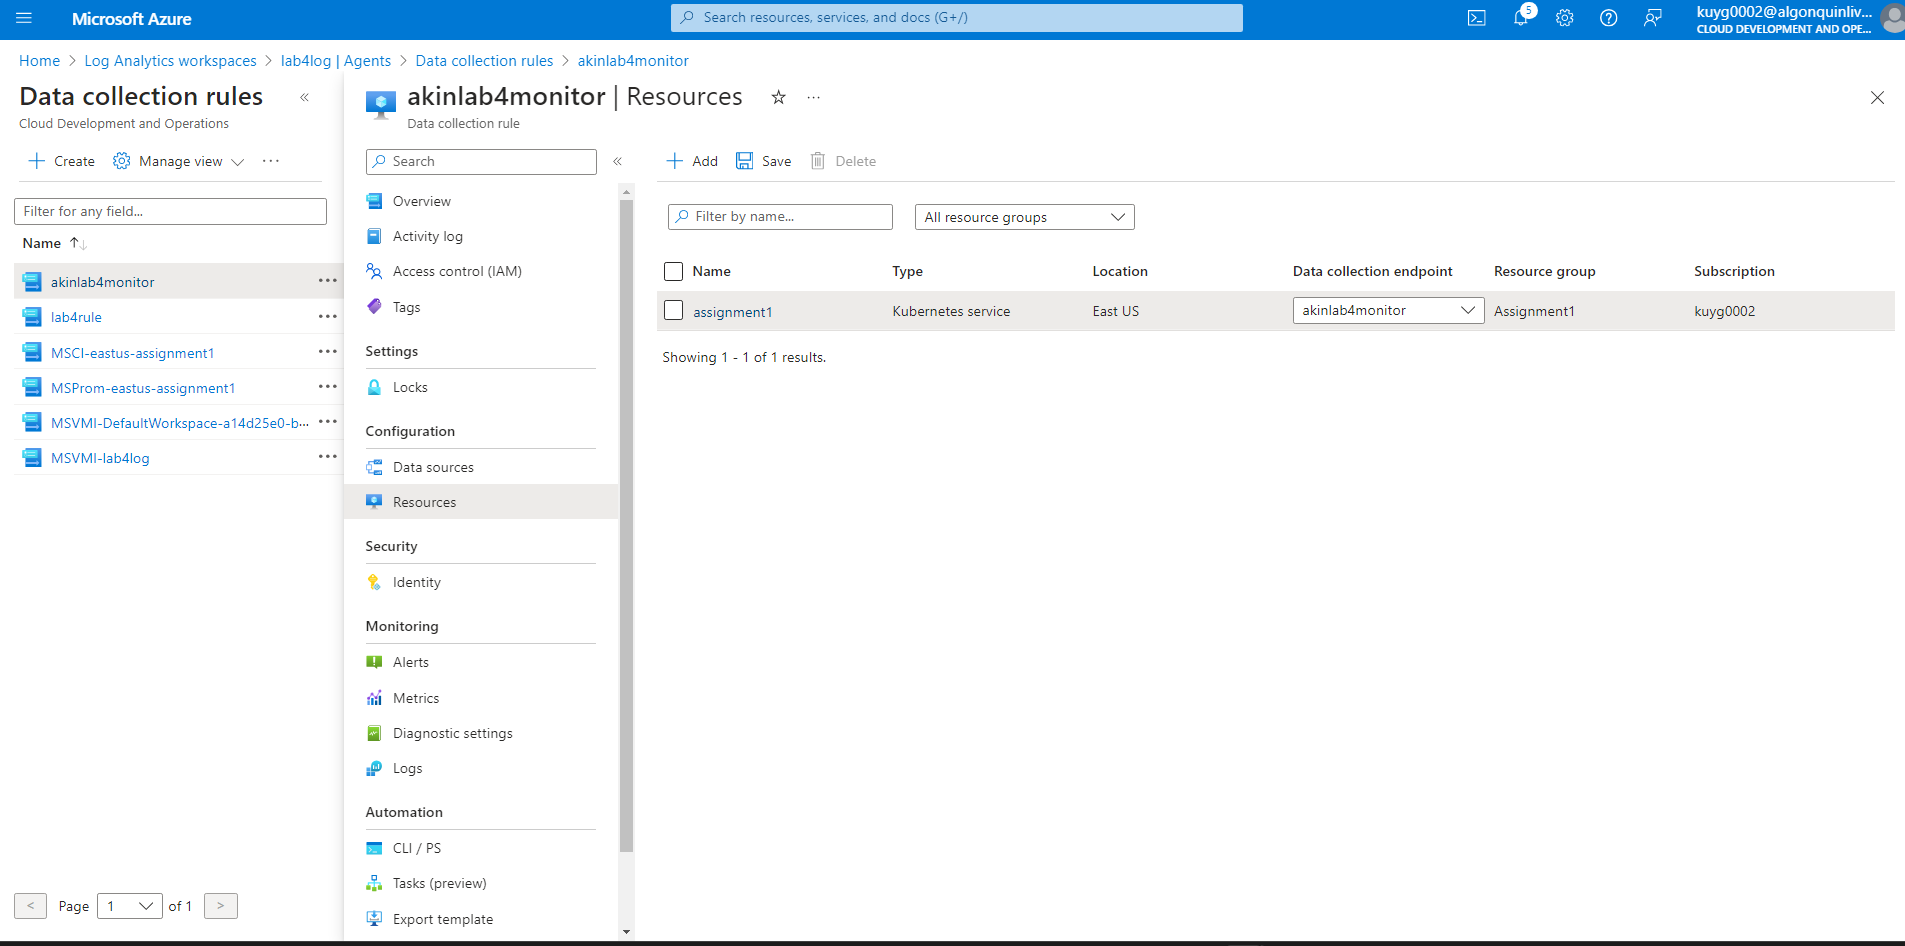 Microsoft Azure
Search resources, services, and docs (G+/)
5
kuyg0002@algonquinliv...
CLOUD DEVELOPMENT AND OPE...
Home > Log Analytics workspaces > lab4log | Agents > Data collection rules > akinlab4monitor
Data collection rules
Cloud Development and Operations
Create
Manage view
Filter for any field...
Name
akinlab4monitor
lab4rule
MSCI-eastus-assignment1
MSProm-eastus-assignment1
MSVMI-DefaultWorkspace-a14d25e0-b...
MSVMI-lab4log
< Page 1 of 1 >
akinlab4monitor | Resources
Data collection rule
Search
Overview
Activity log
Access control (IAM)
Tags
Settings
Locks
Configuration
Data sources
Resources
Security
Identity
Monitoring
Alerts
Metrics
Diagnostic settings
Logs
Automation
CLI / PS
Tasks (preview)
Export template
Add Save Delete
Filter by name... All resource groups
Name Type Location Data collection endpoint Resource group Subscription
assignment1 Kubernetes service East US akinlab4monitor Assignment1 kuyg0002
Showing 1 - 1 of 1 results.